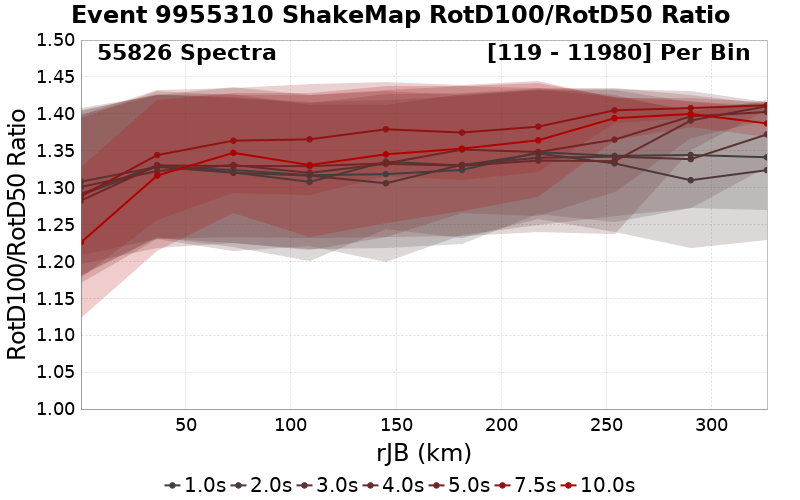 Event 9955310 ShakeMap RotD100/RotD50 Ratio
55826 Spectra [119 - 11980] Per Bin
RotD100/RotD50 Ratio
1.50
1.45
1.40
1.35
1.30
1.25
1.20
1.15
1.10
1.05
1.00
50 100 150 200 250 300
rJB (km)
1.0s 2.0s 3.0s 4.0s 5.0s 7.5s 10.0s